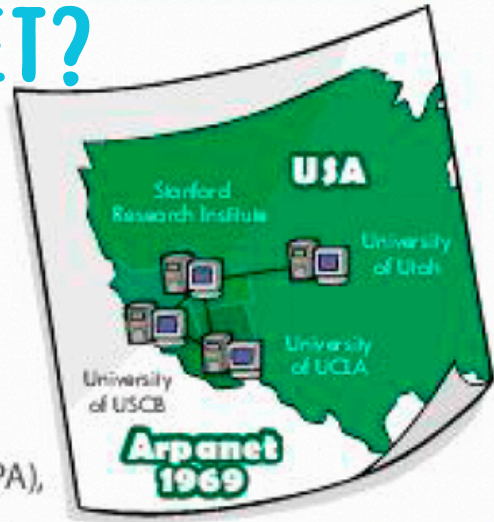 ET?
USA
Stanford
Research Institute
University
of Utah
University
of UCLA
University
of USCB
Arpanet
1969
PA),